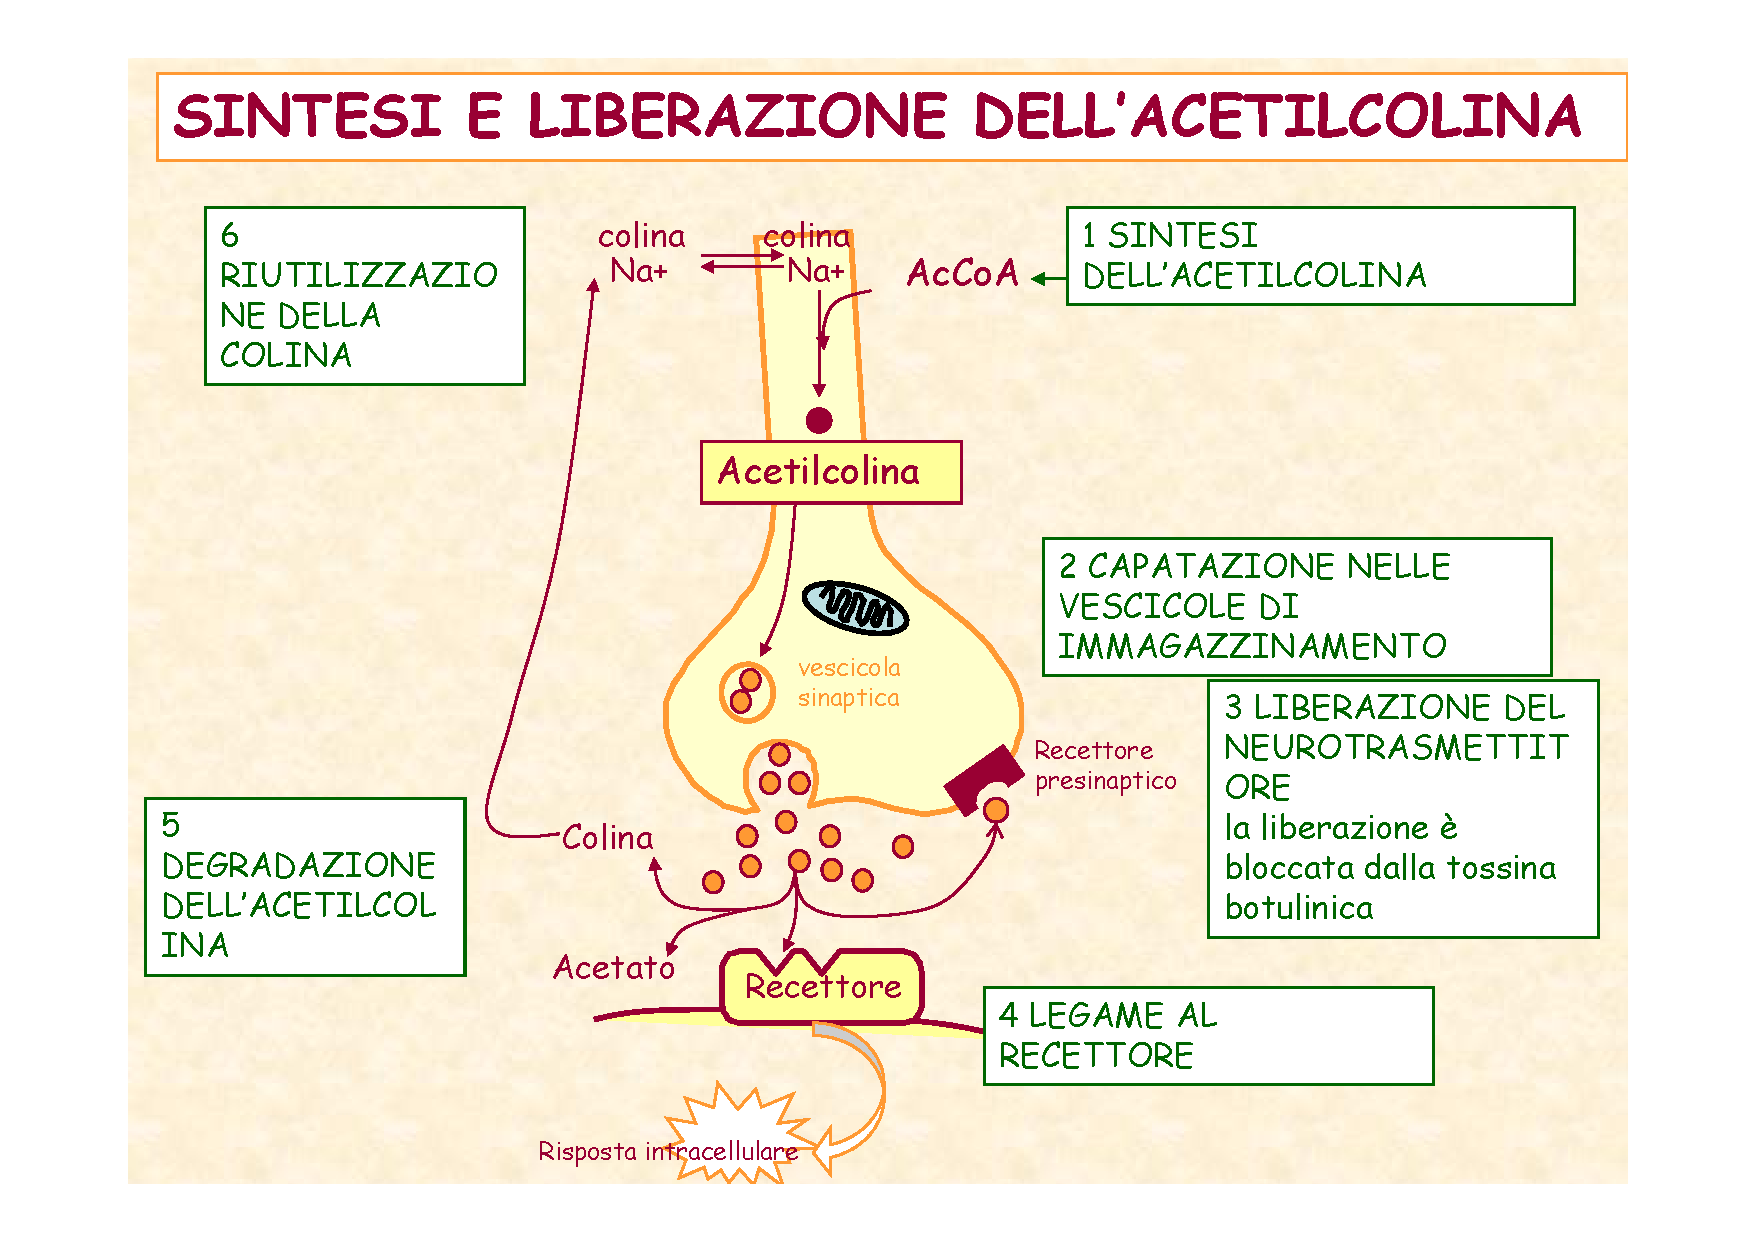 SINTESI E LIBERAZIONE DELL'ACETILCOLINA
6
RIUTILIZZAZIO
NE DELLA
COLINA
colina
Na+
colina
Na+
AcCoA
1 SINTESI
DELL'ACETILCOLINA
Acetilcolina
2 CAPATAZIONE NELLE
VESCICOLE DI
IMMAGAZZINAMENTO
vescicola
sinaptica
3 LIBERAZIONE DEL
NEUROTRASMETTIT
ORE
la liberazione è
bloccata dalla tossina
botulinica
Recettore
presinaptico
5
DEGRADAZIONE
DELL'ACETILCOL
INA
Colina
Acetato
Recettore
4 LEGAME AL
RECETTORE
Risposta intracellulare